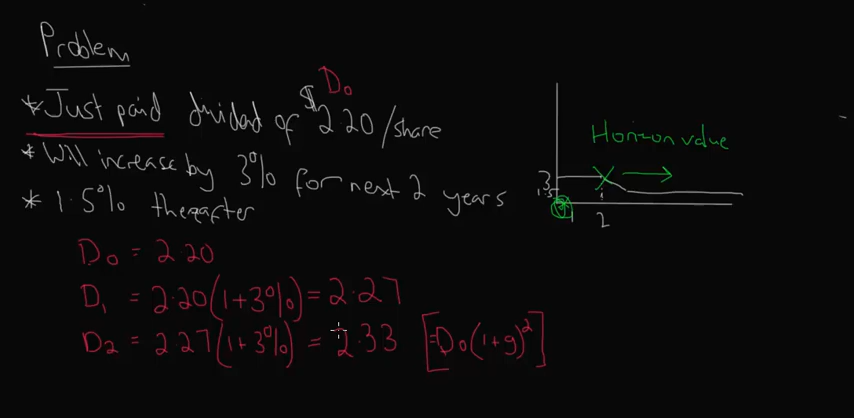 Problem
* Just paid dividend of $2.20/share
D₀
* Will increase by 3% for next 2 years
* 1.5% thereafter
D₀ = 2.20
D₁ = 2.20(1+3%) = 2.27
D₂ = 2.27(1+3%) = 2.33 [=D₀(1+g)²]
Horizon value
3
1.5
2